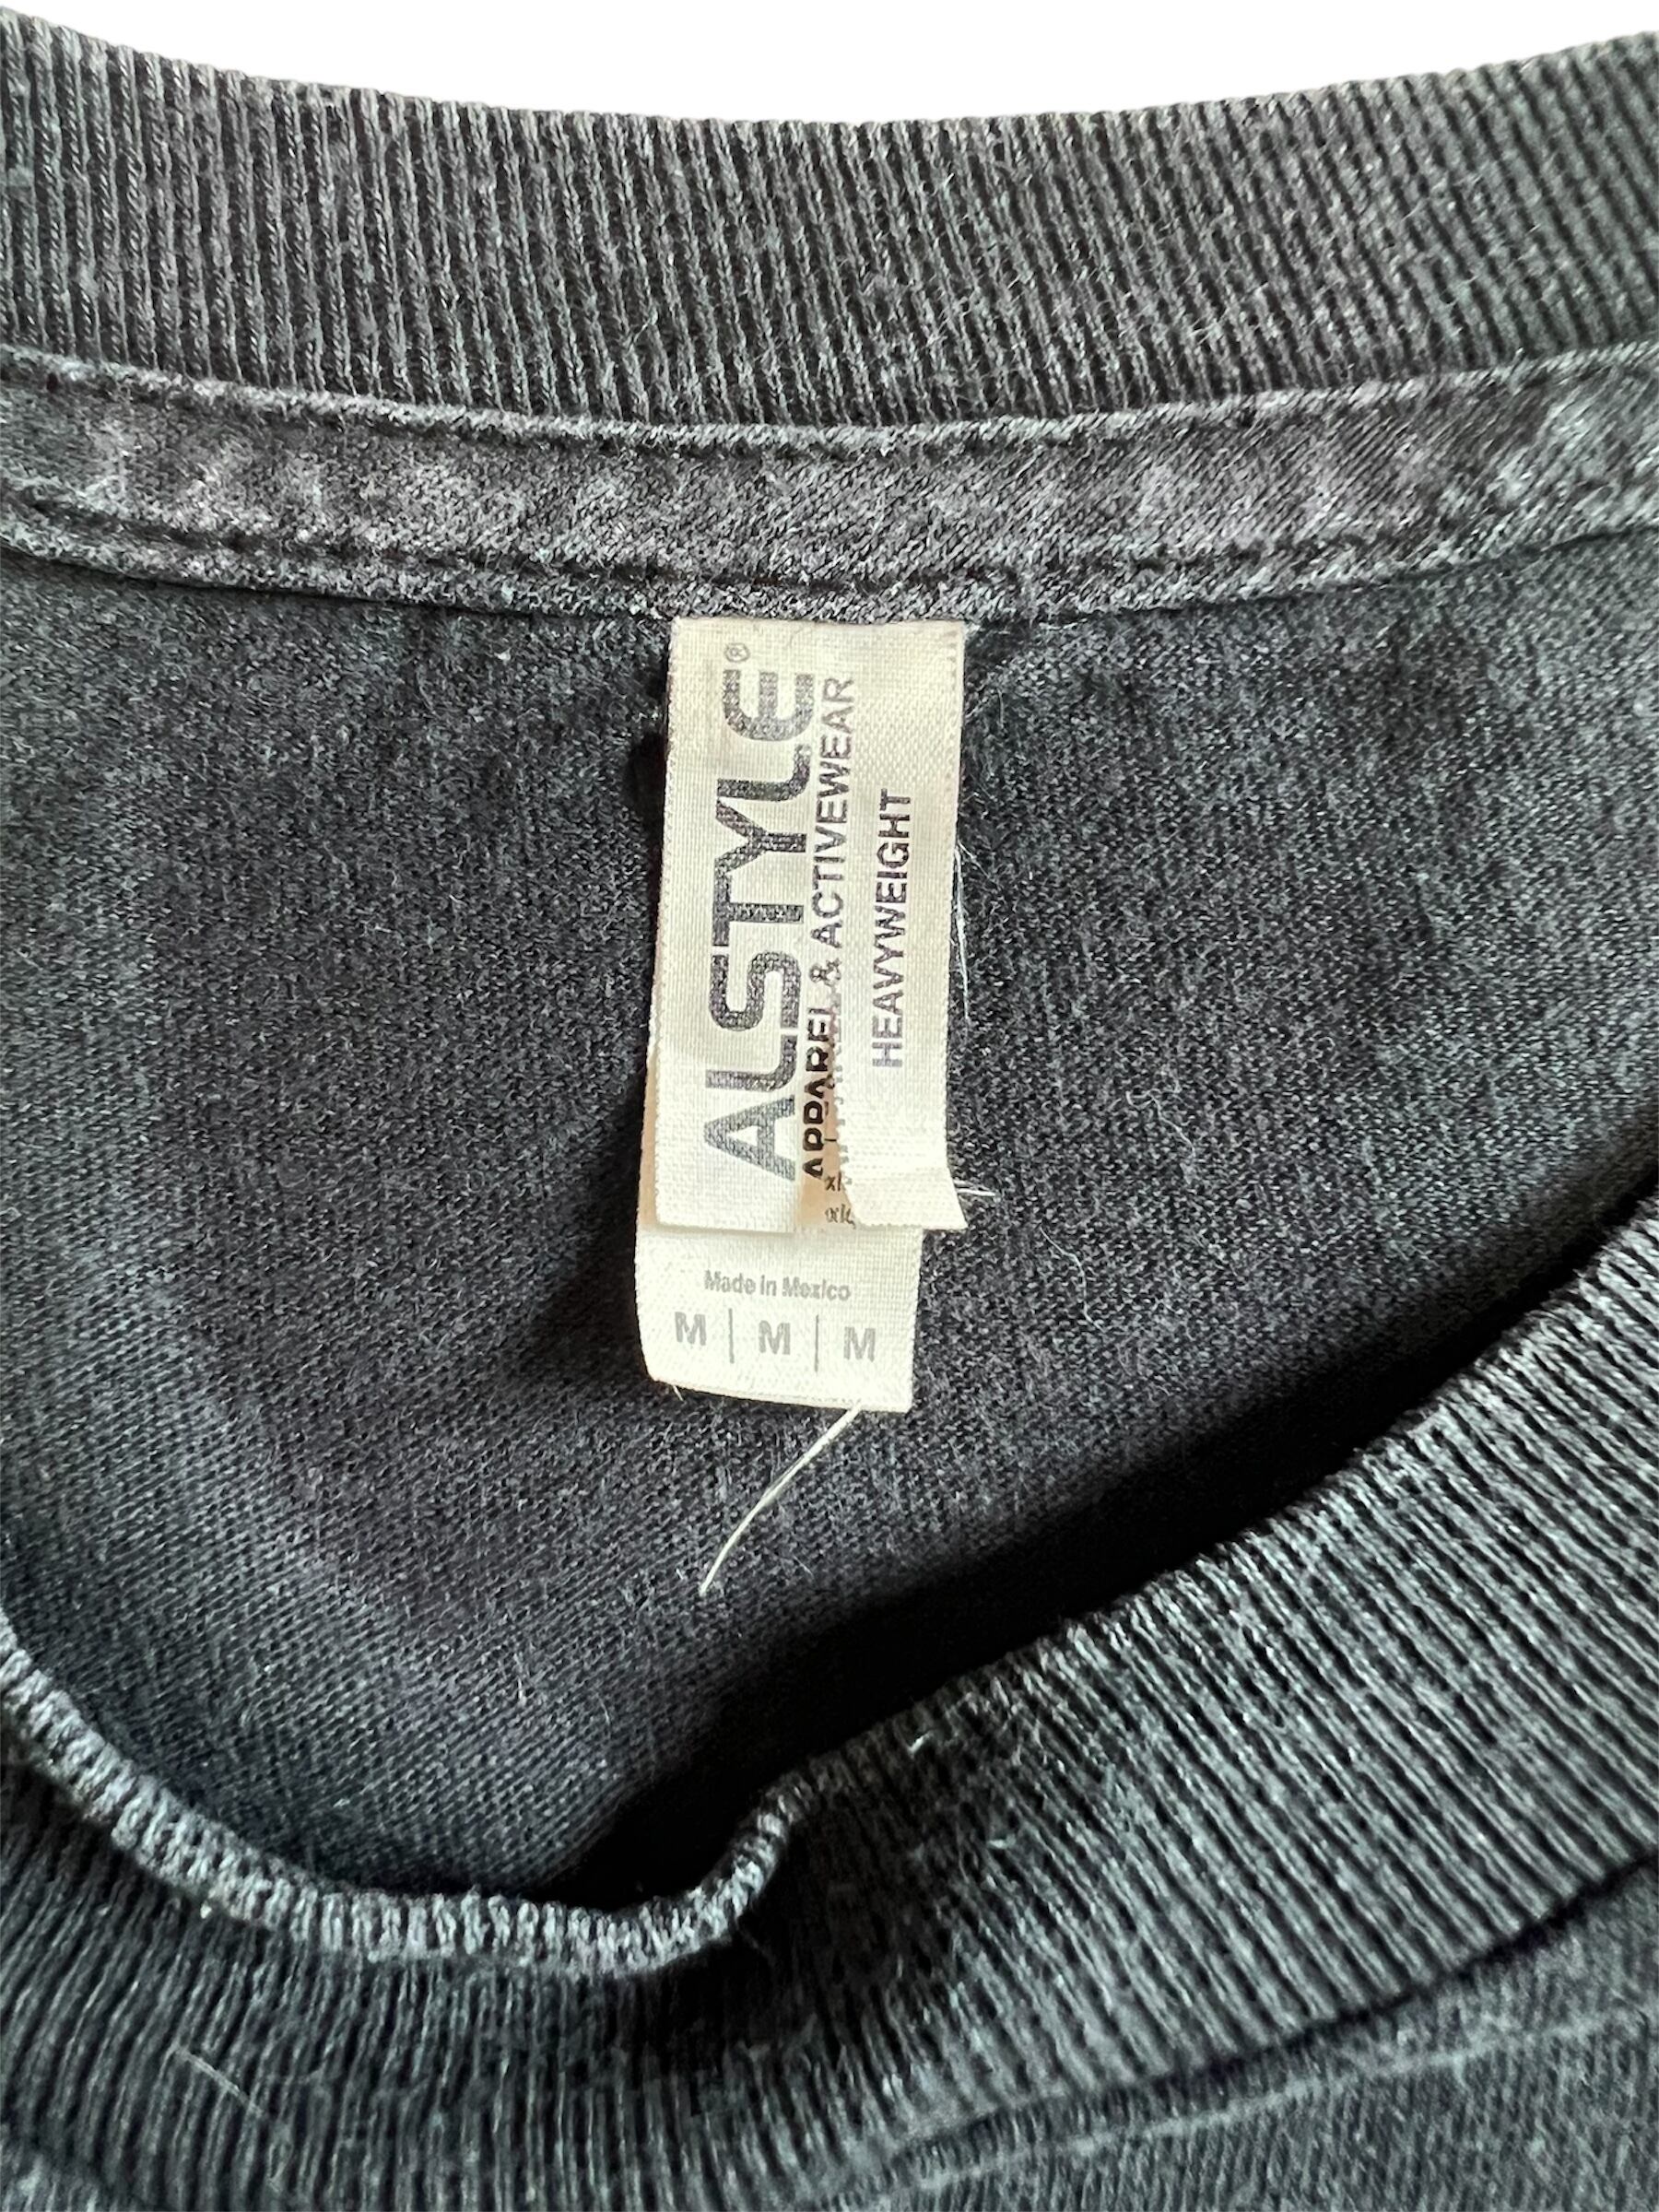 ALSTYLE®
APPAREL & ACTIVEWEAR
HEAVYWEIGHT
Made in Mexico
M | M | M